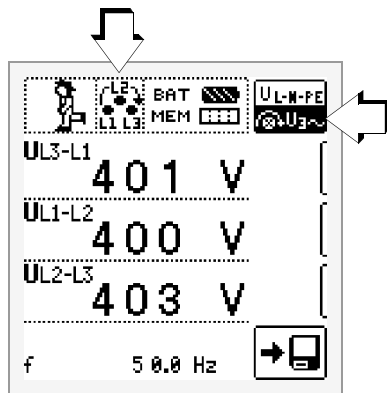 L2
BAT
UL-N-PE
L1 L3
MEM
U3~
UL3-L1
401 V
UL1-L2
400 V
UL2-L3
403 V
f 50.0 Hz